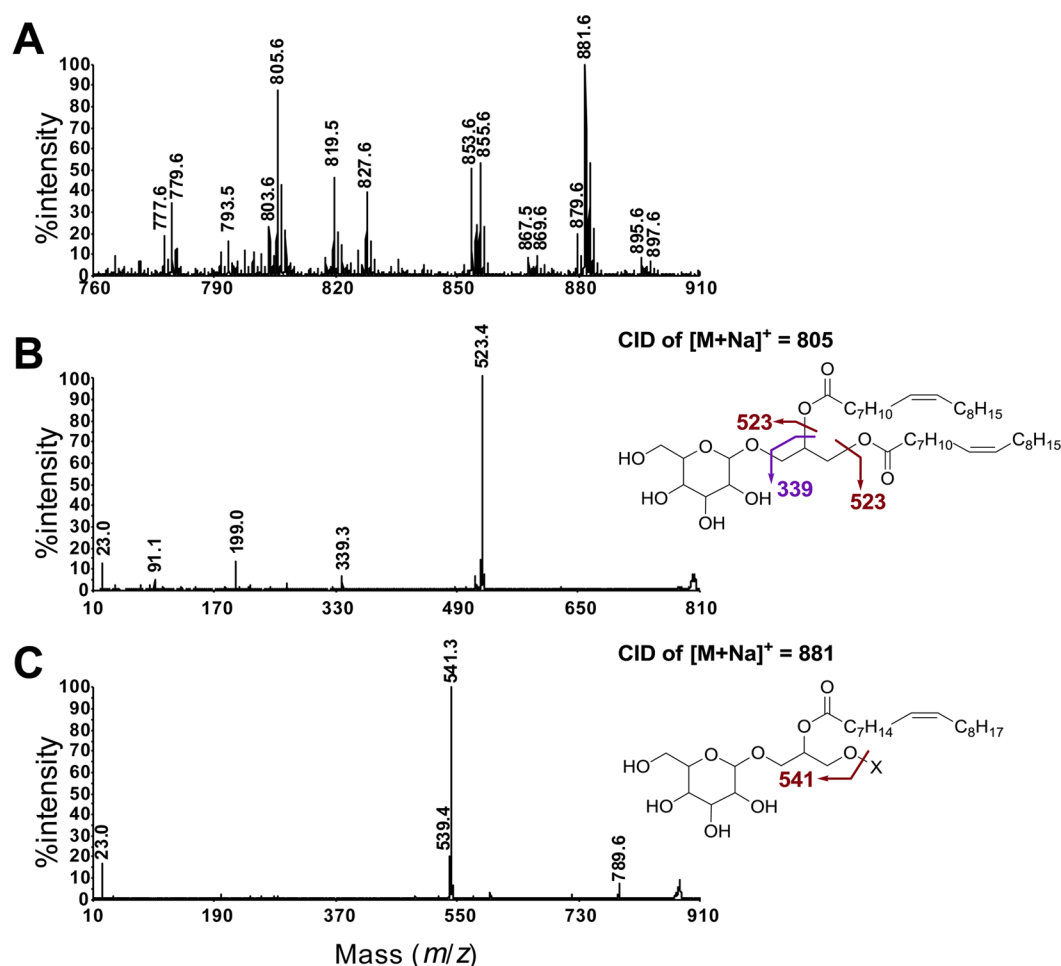 A
%intensity
100
90
80
70
60
50
40
30
20
10
0
777.6
779.6
793.5
803.6
805.6
819.5
827.6
853.6
855.6
867.5
869.6
879.6
881.6
895.6
897.6
760 790 820 850 880 910
B
CID of [M+Na]⁺ = 805
%intensity
100
90
80
70
60
50
40
30
20
10
0
23.0
91.1
199.0
339.3
523.4
10 170 330 490 650 810
O
O C₇H₁₀ C₈H₁₅
523 O C₇H₁₀ C₈H₁₅
HO O O O
HO OH 339 523
OH
C
CID of [M+Na]⁺ = 881
%intensity
100
90
80
70
60
50
40
30
20
10
0
23.0
539.4
541.3
789.6
10 190 370 550 730 910
O
O C₇H₁₄ C₈H₁₇
HO O O O X
541
HO OH
OH
Mass (m/z)